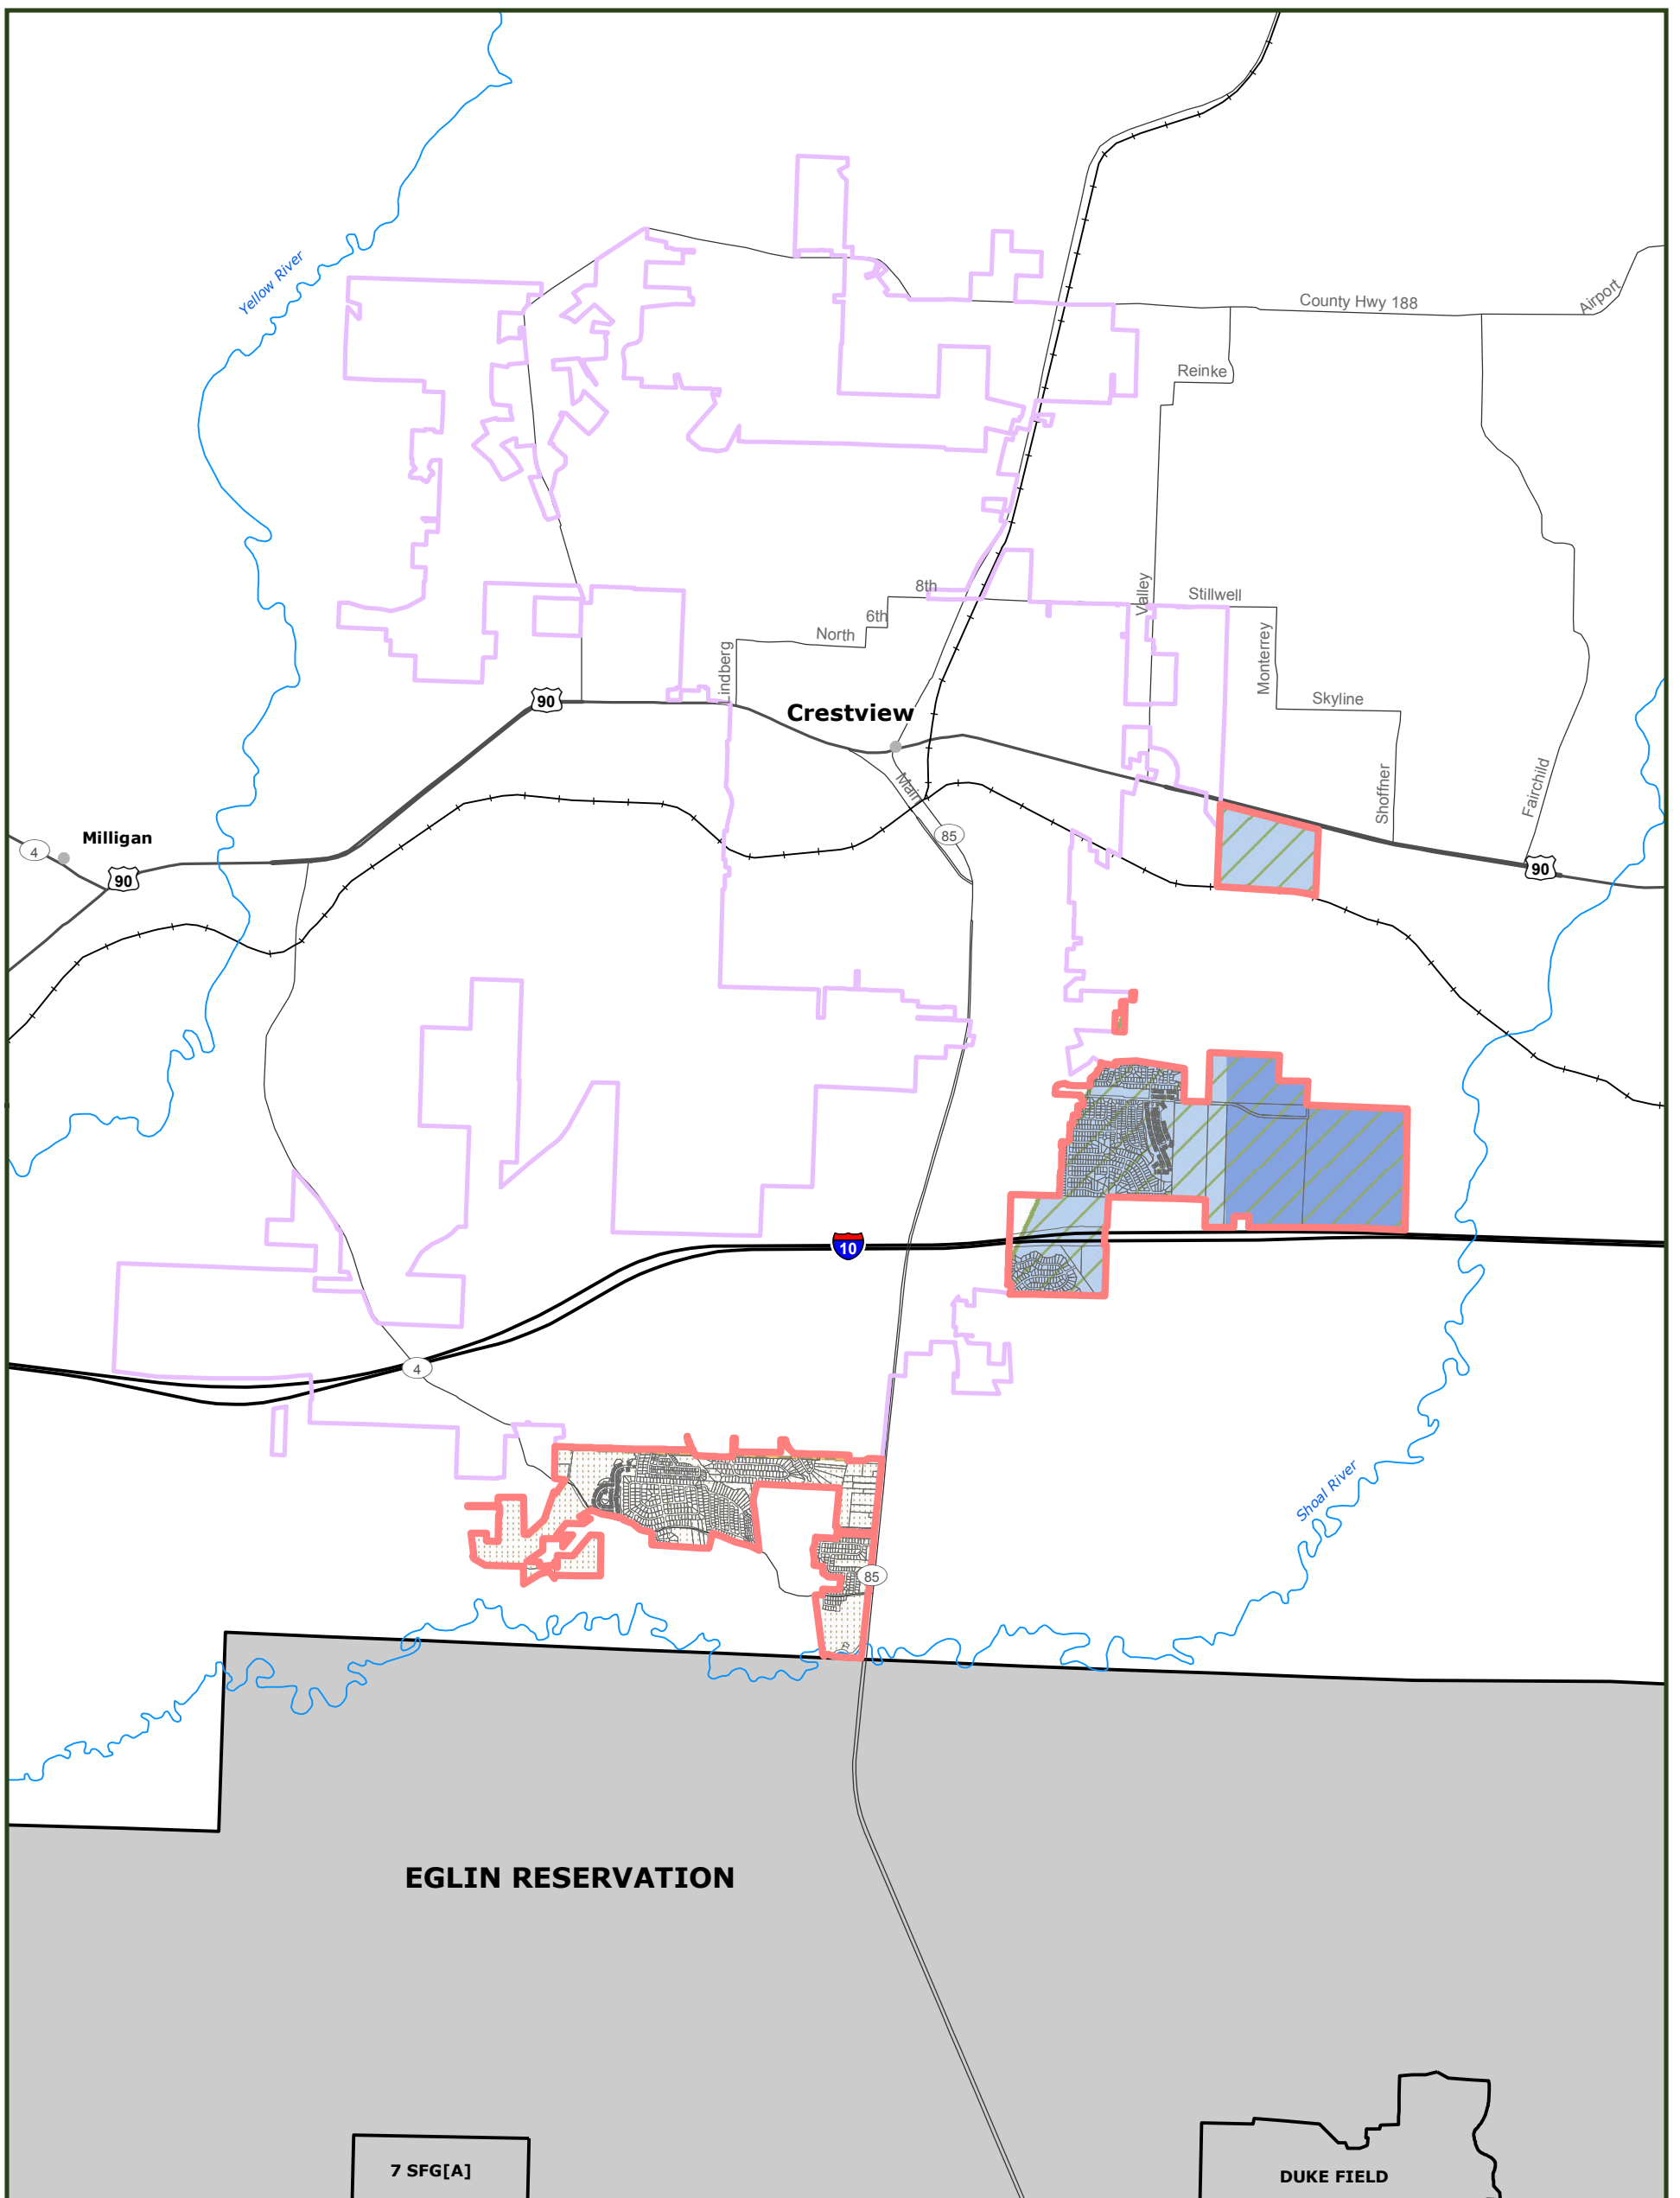 Yellow River
County Hwy 188
Airport
Reinke
8th
Valley
Stillwell
6th
North
Lindberg
Monterrey
90
Skyline
Crestview
Main
Shoffner
Fairchild
85
Milligan
4
90
90
10
4
Shoal River
85
EGLIN RESERVATION
7 SFG[A]
DUKE FIELD